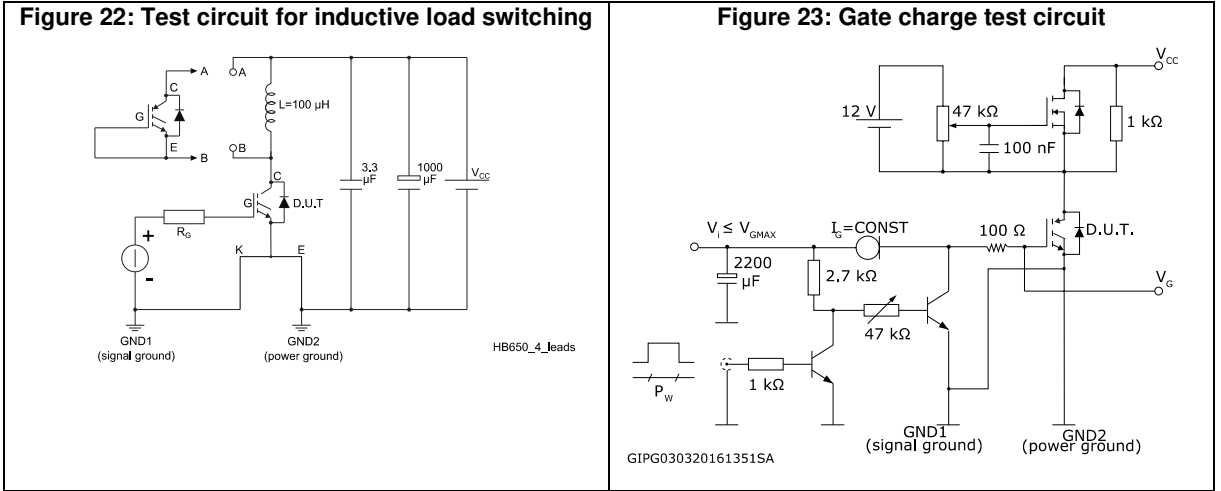 Figure 22: Test circuit for inductive load switching
A
A
C
G
L=100 µH
E
B
B
C
3.3
µF
1000
µF
V_CC
G
D.U.T
R_G
+
-
K
E
GND1
(signal ground)
GND2
(power ground)
HB650_4_leads
Figure 23: Gate charge test circuit
V_CC
12 V
47 kΩ
1 kΩ
100 nF
V_i ≤ V_GMAX
I_G=CONST
100 Ω
D.U.T.
2200
µF
2.7 kΩ
V_G
47 kΩ
1 kΩ
P_W
GND1
(signal ground)
GND2
(power ground)
GIPG030320161351SA